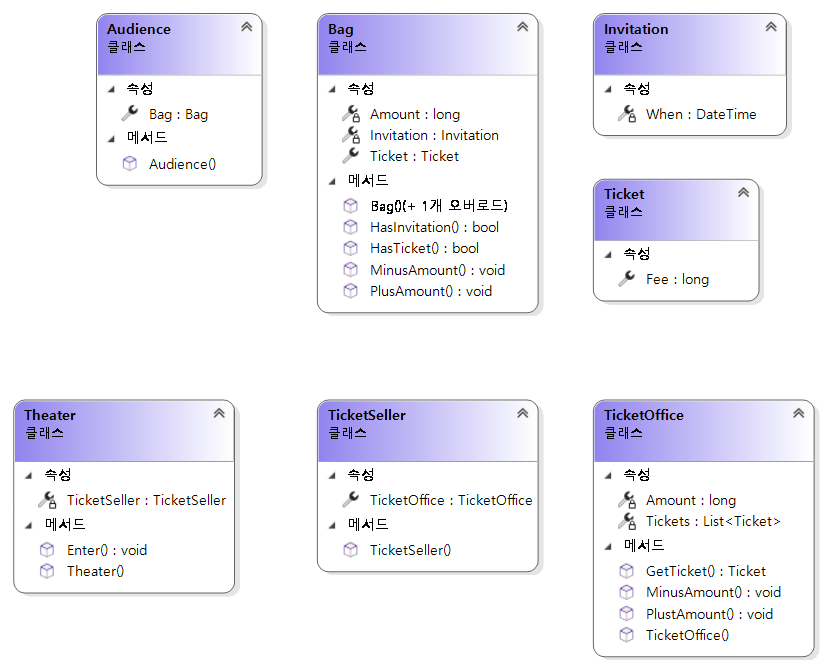 Audience
클래스
속성
Bag : Bag
메서드
Audience()
Bag
클래스
속성
Amount : long
Invitation : Invitation
Ticket : Ticket
메서드
Bag()(+ 1개 오버로드)
HasInvitation() : bool
HasTicket() : bool
MinusAmount() : void
PlusAmount() : void
Invitation
클래스
속성
When : DateTime
Ticket
클래스
속성
Fee : long
Theater
클래스
속성
TicketSeller : TicketSeller
메서드
Enter() : void
Theater()
TicketSeller
클래스
속성
TicketOffice : TicketOffice
메서드
TicketSeller()
TicketOffice
클래스
속성
Amount : long
Tickets : List<Ticket>
메서드
GetTicket() : Ticket
MinusAmount() : void
PlustAmount() : void
TicketOffice()